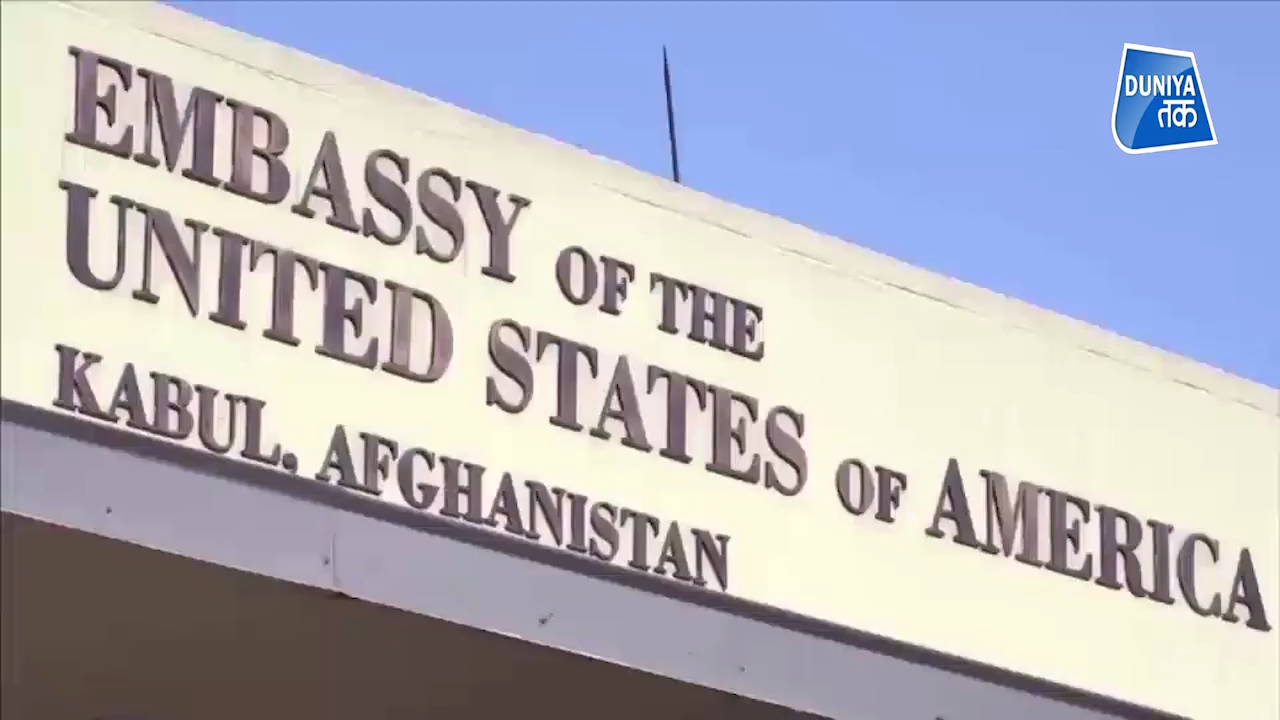 EMBASSY OF THE
UNITED STATES OF AMERICA
KABUL, AFGHANISTAN
DUNIYA
तक